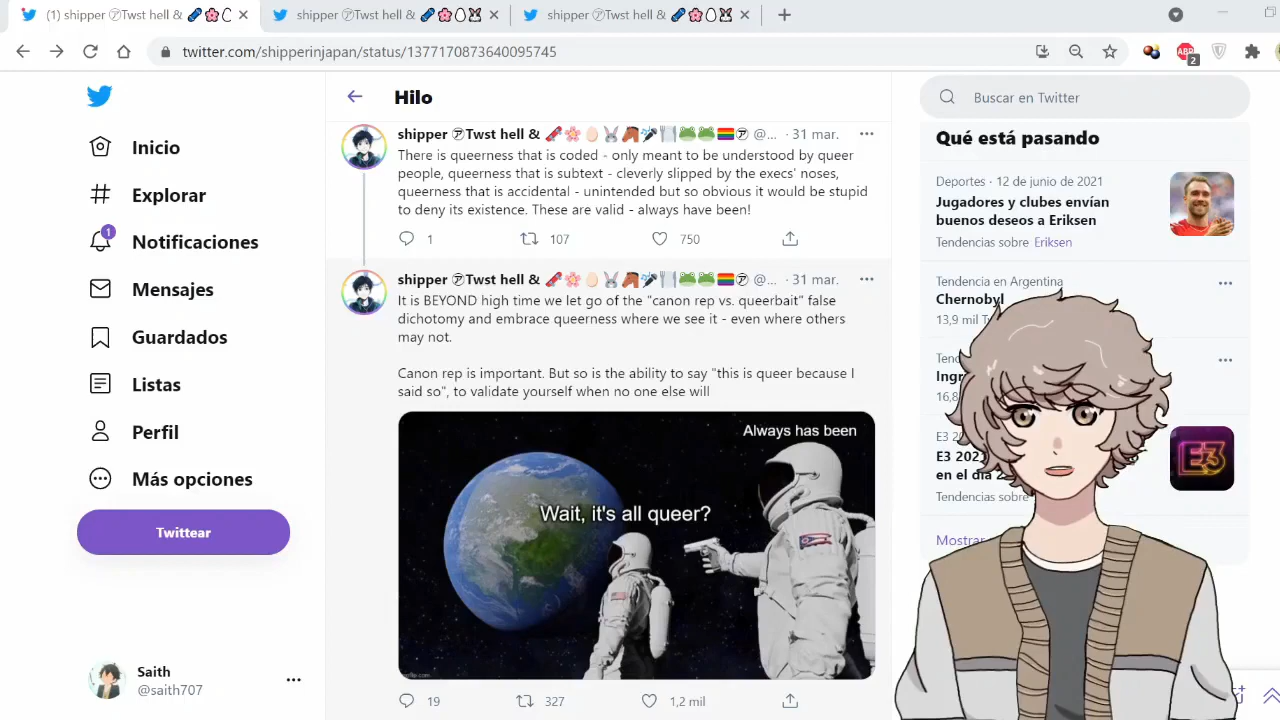 (1) shipper ㋐Twst hell &
shipper ㋐Twst hell &
shipper ㋐Twst hell &
twitter.com/shipperinjapan/status/1377170873640095745
ABP
2
Hilo
Buscar en Twitter
Inicio
Explorar
1
Notificaciones
Mensajes
Guardados
Listas
Perfil
Más opciones
Twittear
Saith
@saith707
shipper ㋐Twst hell & 🛹🌸🥚🐰🐴🎤🍽️🐸🐸🏳️‍🌈㋐ @... · 31 mar.
There is queerness that is coded - only meant to be understood by queer
people, queerness that is subtext - cleverly slipped by the execs' noses,
queerness that is accidental - unintended but so obvious it would be stupid
to deny its existence. These are valid - always have been!
1 107 750
shipper ㋐Twst hell & 🛹🌸🥚🐰🐴🎤🍽️🐸🐸🏳️‍🌈㋐ @... · 31 mar.
It is BEYOND high time we let go of the "canon rep vs. queerbait" false
dichotomy and embrace queerness where we see it - even where others
may not.
Canon rep is important. But so is the ability to say "this is queer because I
said so", to validate yourself when no one else will
Always has been
Wait, it's all queer?
imgflip.com
19 327 1,2 mil
Qué está pasando
Deportes · 12 de junio de 2021
Jugadores y clubes envían
buenos deseos a Eriksen
Tendencias sobre Eriksen
Tendencia en Argentina
Chernobyl
13,9 mil
E3
E3
en el día
Tendencias sobre
Mostrar